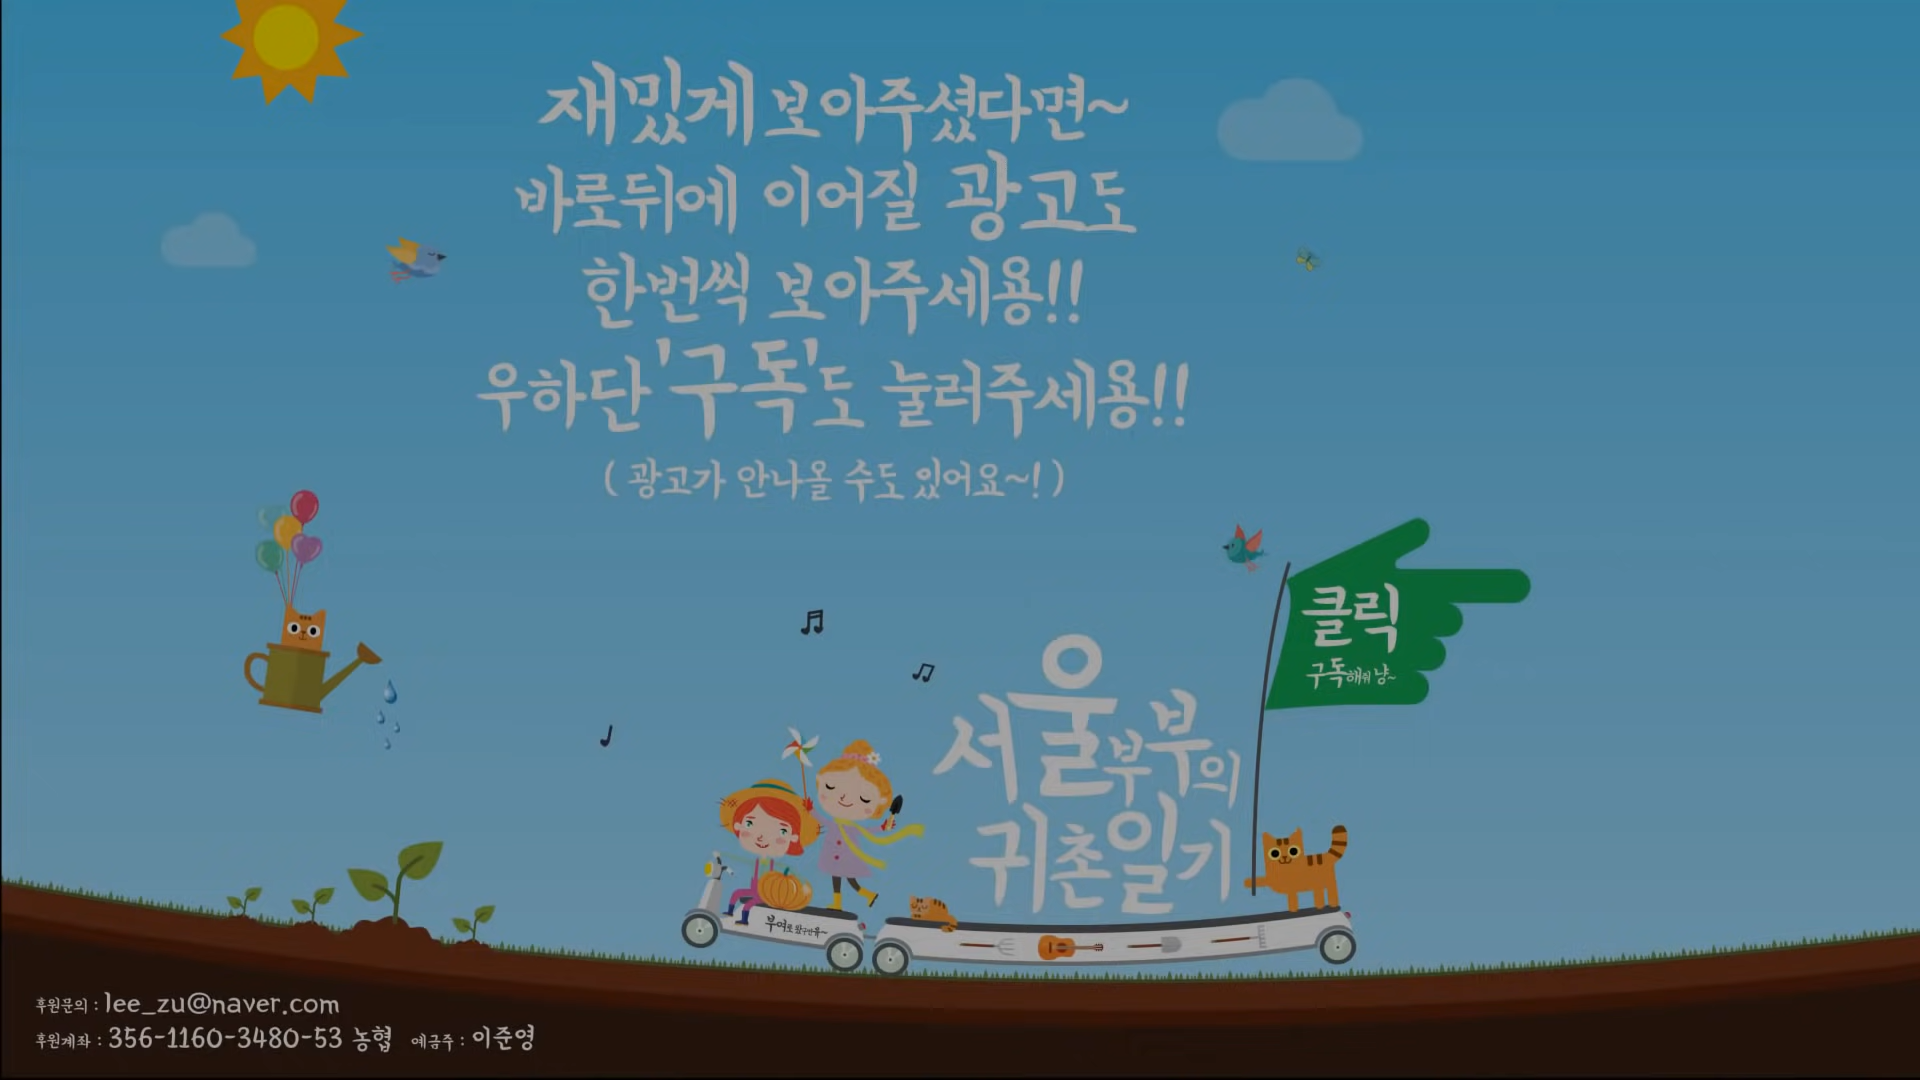 재밌게 보아주셨다면~
바로뒤에 이어질 광고도
한번씩 보아주세용!!
우하단 '구독'도 눌러주세용!!
( 광고가 안나올 수도 있어요~! )
클릭
구독해줘 냥~
서울부부의
귀촌일기
후원문의 : lee_zu@naver.com
후원계좌 : 356-1160-3480-53 농협 예금주 : 이준영